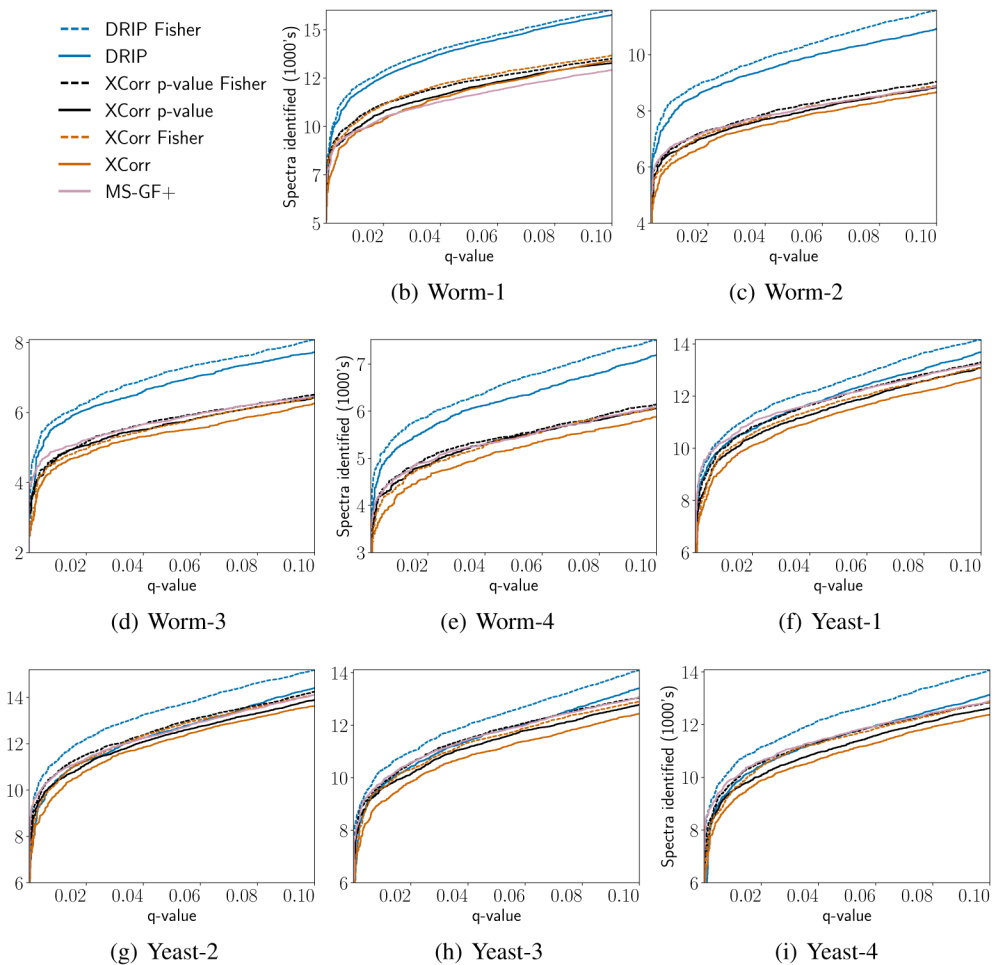 DRIP Fisher
DRIP
XCorr p-value Fisher
XCorr p-value
XCorr Fisher
XCorr
MS-GF+
Spectra identified (1000's)
15
13
10
7
5
0.02 0.04 0.06 0.08 0.10
q-value
(b) Worm-1
10
8
6
4
0.02 0.04 0.06 0.08 0.10
q-value
(c) Worm-2
8
6
4
2
0.02 0.04 0.06 0.08 0.10
q-value
(d) Worm-3
Spectra identified (1000's)
7
6
5
4
3
0.02 0.04 0.06 0.08 0.10
q-value
(e) Worm-4
14
12
10
8
6
0.02 0.04 0.06 0.08 0.10
q-value
(f) Yeast-1
14
12
10
8
6
0.02 0.04 0.06 0.08 0.10
q-value
(g) Yeast-2
14
12
10
8
6
0.02 0.04 0.06 0.08 0.10
q-value
(h) Yeast-3
Spectra identified (1000's)
14
12
10
8
6
0.02 0.04 0.06 0.08 0.10
q-value
(i) Yeast-4